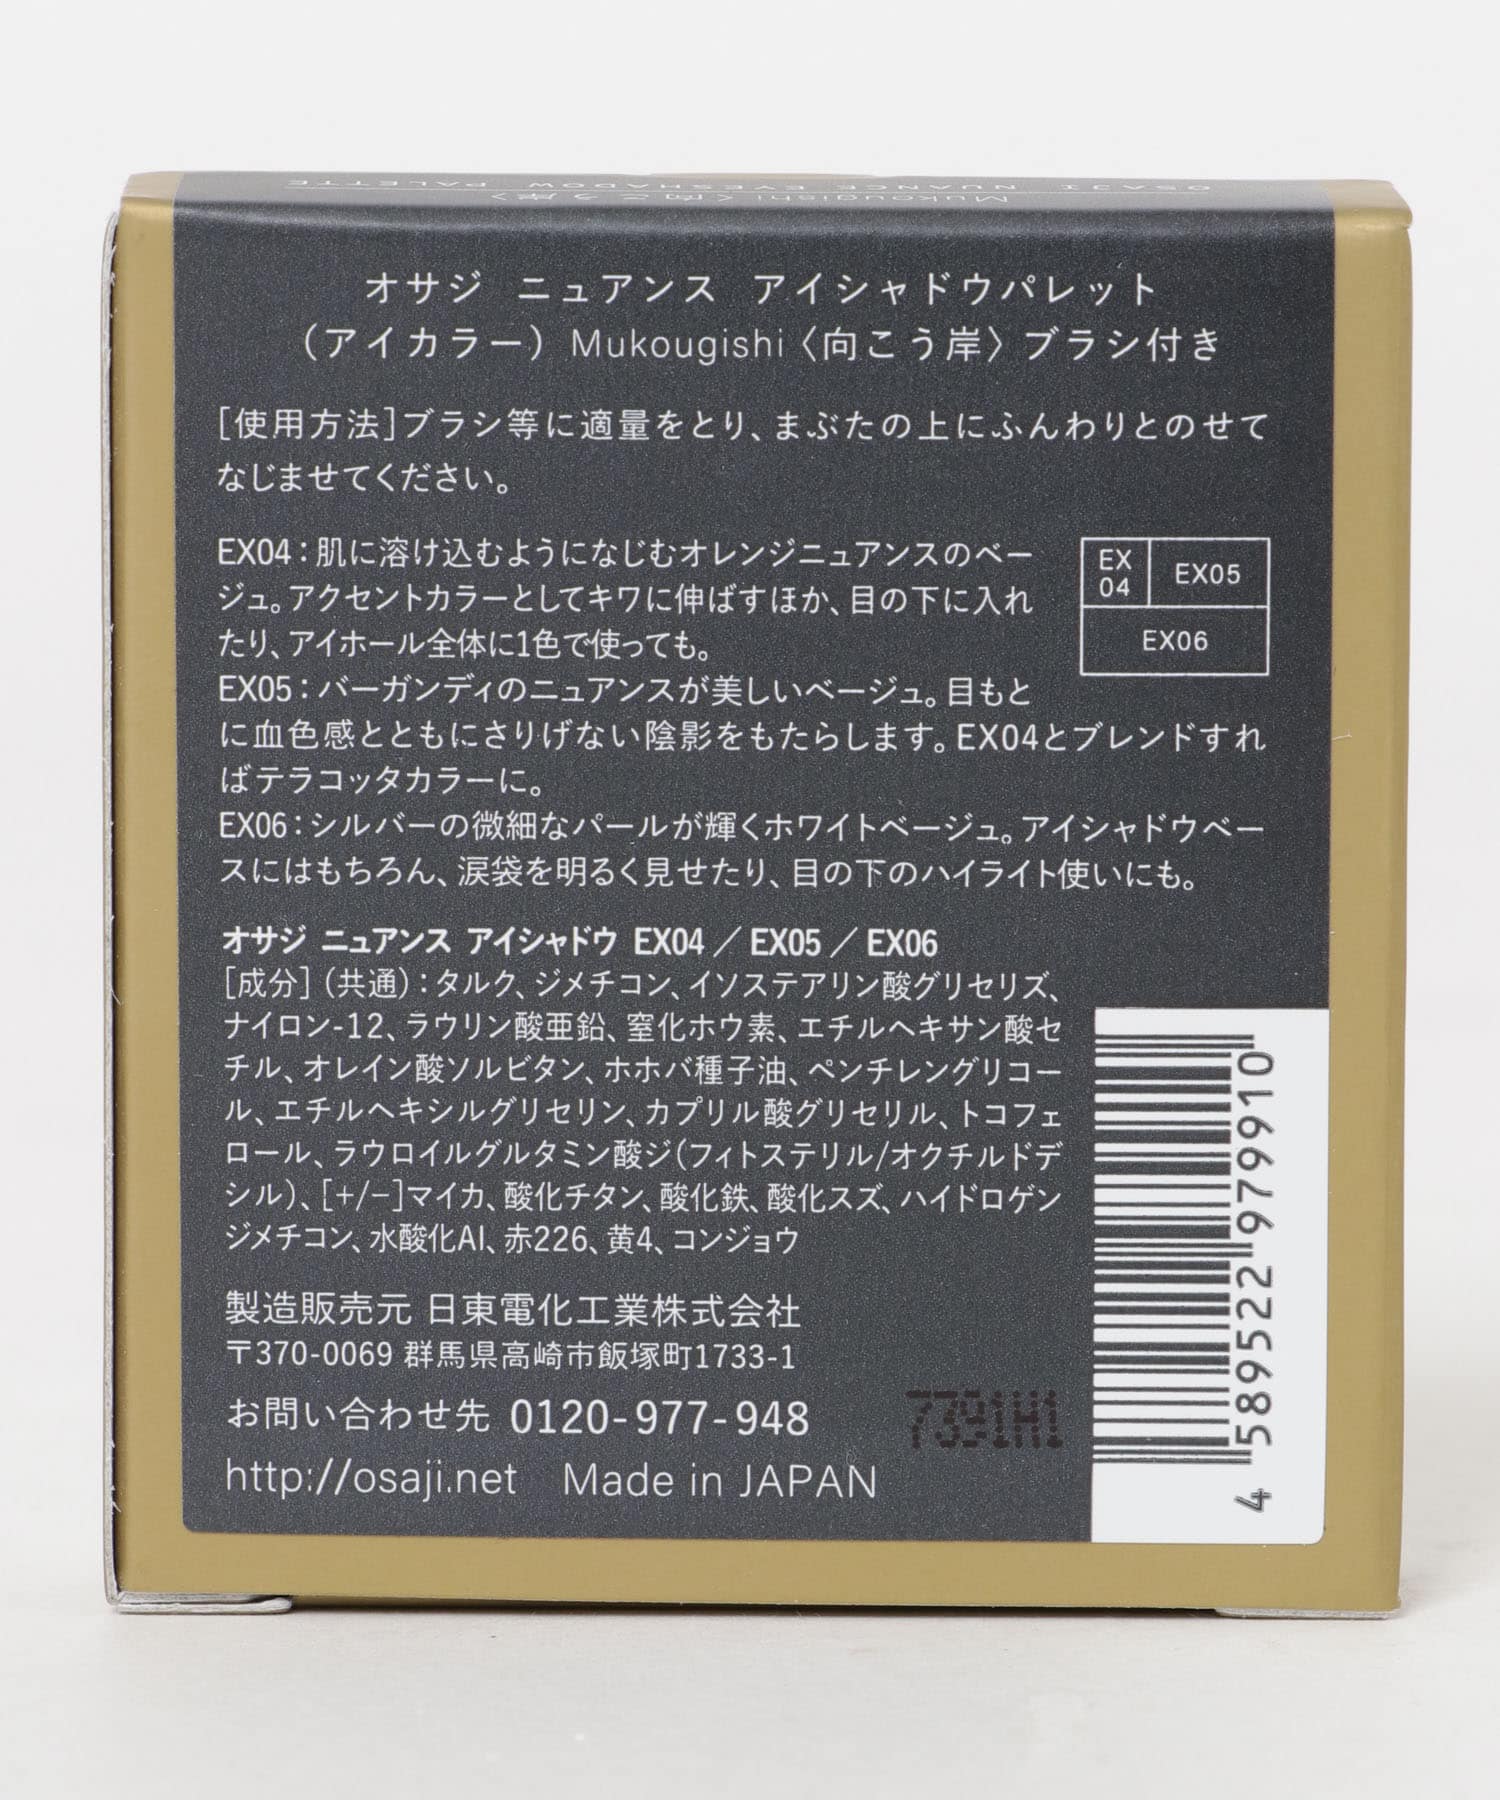 OSAJI NUANCE EYESHADOW PALETTE
Mukougishi〈向こう岸〉
オサジ ニュアンス アイシャドウパレット
（アイカラー）Mukougishi〈向こう岸〉ブラシ付き
[使用方法]ブラシ等に適量をとり、まぶたの上にふんわりとのせて
なじませてください。
EX04：肌に溶け込むようになじむオレンジニュアンスのベー
ジュ。アクセントカラーとしてキワに伸ばすほか、目の下に入れ
たり、アイホール全体に1色で使っても。
EX05：バーガンディのニュアンスが美しいベージュ。目もと
に血色感とともにさりげない陰影をもたらします。EX04とブレンドすれ
ばテラコッタカラーに。
EX06：シルバーの微細なパールが輝くホワイトベージュ。アイシャドウベー
スにはもちろん、涙袋を明るく見せたり、目の下のハイライト使いにも。
EX
04
EX05
EX06
オサジ ニュアンス アイシャドウ EX04／EX05／EX06
[成分]（共通）：タルク、ジメチコン、イソステアリン酸グリセリズ、
ナイロン-12、ラウリン酸亜鉛、窒化ホウ素、エチルヘキサン酸セ
チル、オレイン酸ソルビタン、ホホバ種子油、ペンチレングリコー
ル、エチルヘキシルグリセリン、カプリル酸グリセリル、トコフェ
ロール、ラウロイルグルタミン酸ジ（フィトステリル/オクチルドデ
シル）、[+/−]マイカ、酸化チタン、酸化鉄、酸化スズ、ハイドロゲン
ジメチコン、水酸化Al、赤226、黄4、コンジョウ
製造販売元 日東電化工業株式会社
〒370-0069 群馬県高崎市飯塚町1733-1
お問い合わせ先 0120-977-948
http://osaji.net Made in JAPAN
7391H1
4 589522 979910